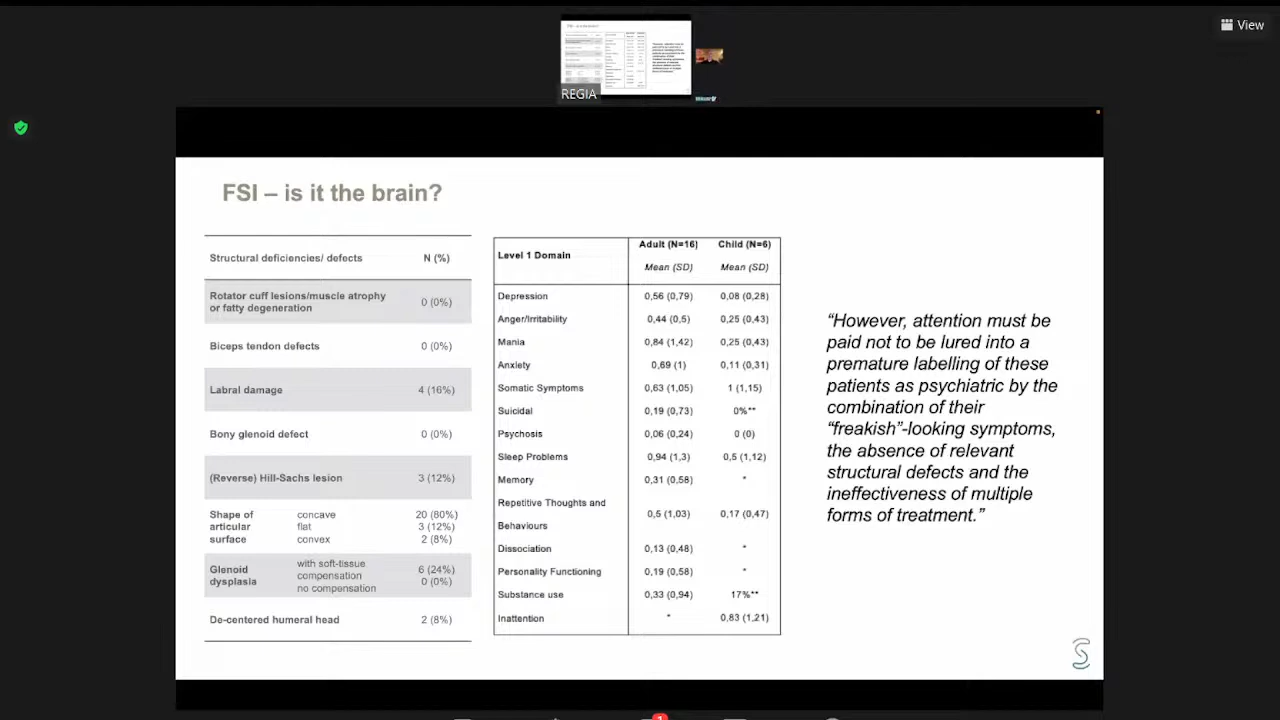 View
REGIA
FSI – is it the brain?
Structural deficiencies/ defects N (%)
Rotator cuff lesions/muscle atrophy
or fatty degeneration 0 (0%)
Biceps tendon defects 0 (0%)
Labral damage 4 (16%)
Bony glenoid defect 0 (0%)
(Reverse) Hill-Sachs lesion 3 (12%)
Shape of concave 20 (80%)
articular flat 3 (12%)
surface convex 2 (8%)
Glenoid with soft-tissue 6 (24%)
dysplasia compensation 0 (0%)
no compensation
De-centered humeral head 2 (8%)
Level 1 Domain Adult (N=16) Child (N=6)
Mean (SD) Mean (SD)
Depression 0,56 (0,79) 0,08 (0,28)
Anger/Irritability 0,44 (0,5) 0,25 (0,43)
Mania 0,84 (1,42) 0,25 (0,43)
Anxiety 0,69 (1) 0,11 (0,31)
Somatic Symptoms 0,63 (1,05) 1 (1,15)
Suicidal 0,19 (0,73) 0%**
Psychosis 0,06 (0,24) 0 (0)
Sleep Problems 0,94 (1,3) 0,5 (1,12)
Memory 0,31 (0,58) *
Repetitive Thoughts and
Behaviours 0,5 (1,03) 0,17 (0,47)
Dissociation 0,13 (0,48) *
Personality Functioning 0,19 (0,58) *
Substance use 0,33 (0,94) 17%**
Inattention * 0,83 (1,21)
“However, attention must be
paid not to be lured into a
premature labelling of these
patients as psychiatric by the
combination of their
“freakish”-looking symptoms,
the absence of relevant
structural defects and the
ineffectiveness of multiple
forms of treatment.”
1